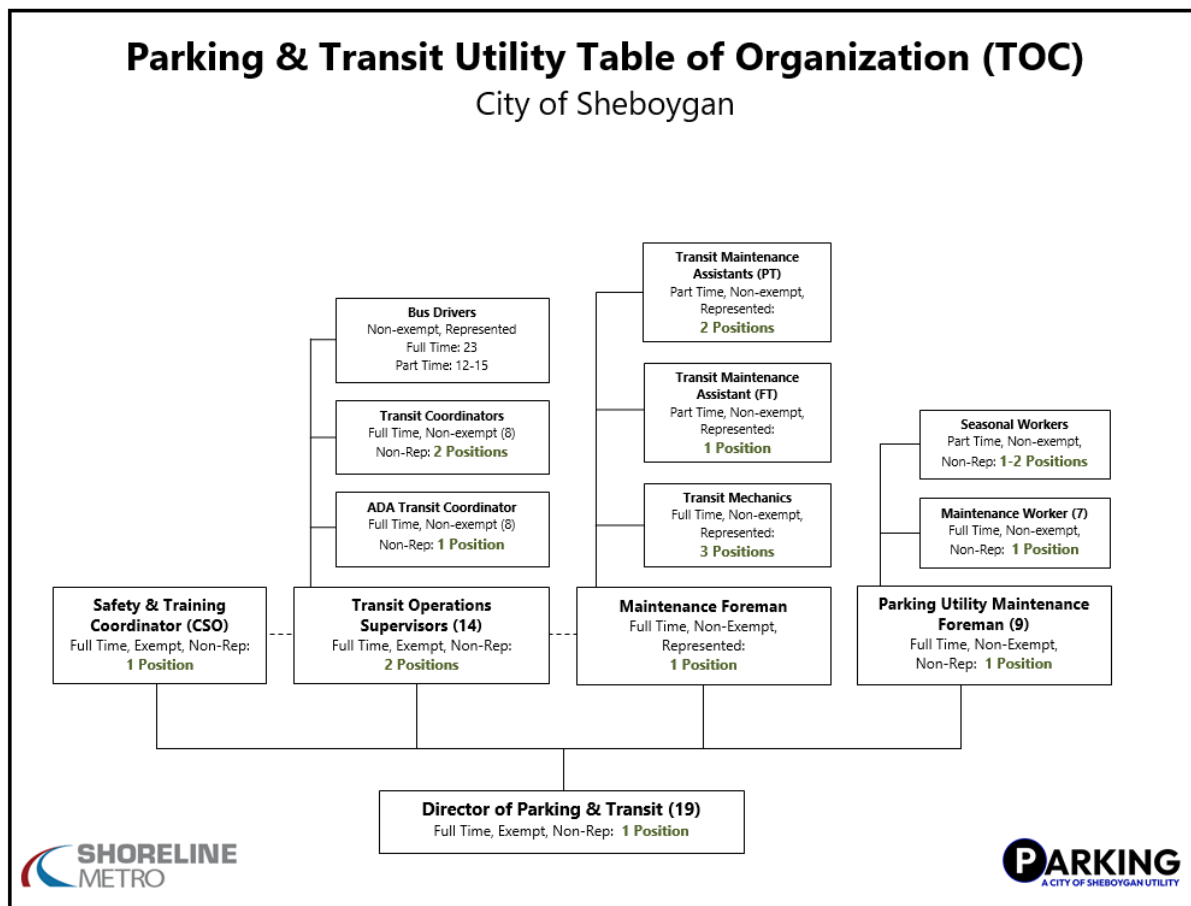 Parking & Transit Utility Table of Organization (TOC)
City of Sheboygan
Transit Maintenance
Assistants (PT)
Part Time, Non-exempt,
Represented:
2 Positions
Bus Drivers
Non-exempt, Represented
Full Time: 23
Part Time: 12-15
Transit Maintenance
Assistant (FT)
Part Time, Non-exempt,
Represented:
1 Position
Transit Coordinators
Full Time, Non-exempt (8)
Non-Rep: 2 Positions
Seasonal Workers
Part Time, Non-exempt,
Non-Rep: 1-2 Positions
ADA Transit Coordinator
Full Time, Non-exempt (8)
Non-Rep: 1 Position
Transit Mechanics
Full Time, Non-exempt,
Represented:
3 Positions
Maintenance Worker (7)
Full Time, Non-exempt,
Non-Rep: 1 Position
Safety & Training
Coordinator (CSO)
Full Time, Exempt, Non-Rep:
1 Position
Transit Operations
Supervisors (14)
Full Time, Exempt, Non-Rep:
2 Positions
Maintenance Foreman
Full Time, Non-Exempt,
Represented:
1 Position
Parking Utility Maintenance
Foreman (9)
Full Time, Non-Exempt,
Non-Rep: 1 Position
Director of Parking & Transit (19)
Full Time, Exempt, Non-Rep: 1 Position
SHORELINE
METRO
PARKING
A CITY OF SHEBOYGAN UTILITY